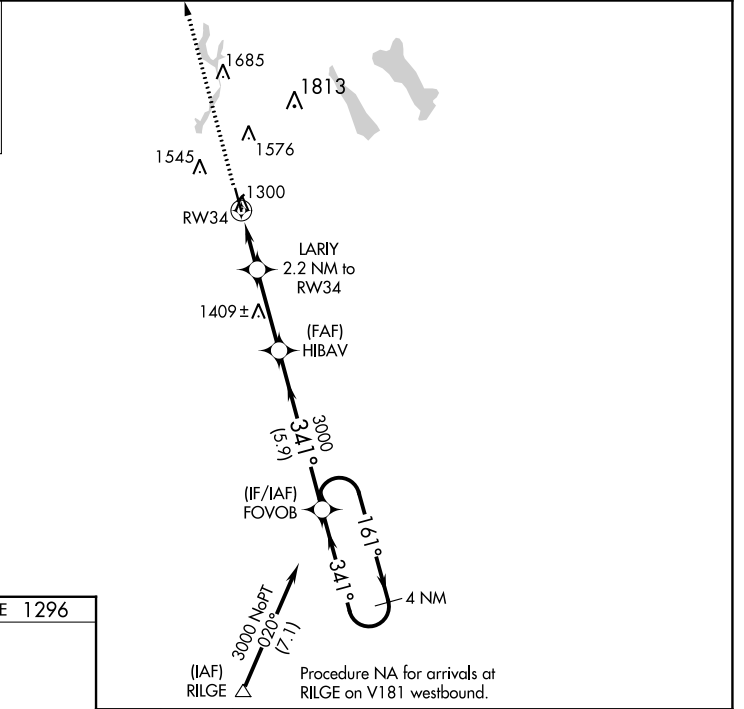 1685
1813
1576
1545
1300
RW34
LARIY
2.2 NM to
RW34
1409 ±
(FAF)
HIBAV
3000
341°
(5.9)
(IF/IAF)
FOVOB
161°
341°
4 NM
E 1296
3000 NoPT
020°
(7.1)
(IAF)
RILGE
Procedure NA for arrivals at
RILGE on V181 westbound.